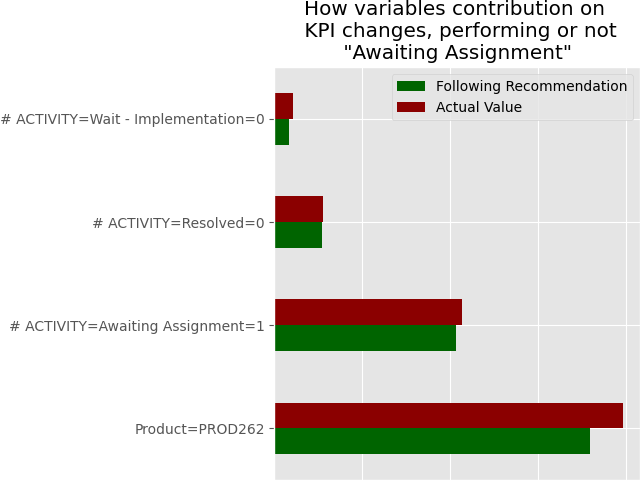 How variables contribution on
KPI changes, performing or not
"Awaiting Assignment"
Following Recommendation
Actual Value
# ACTIVITY=Wait - Implementation=0
# ACTIVITY=Resolved=0
# ACTIVITY=Awaiting Assignment=1
Product=PROD262